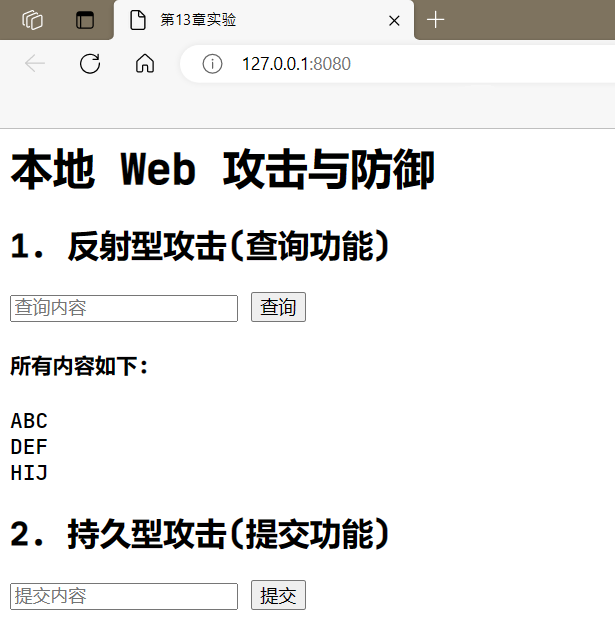 第13章实验
127.0.0.1:8080
本地 Web 攻击与防御
1. 反射型攻击(查询功能)
查询内容 查询
所有内容如下:
ABC
DEF
HIJ
2. 持久型攻击(提交功能)
提交内容 提交